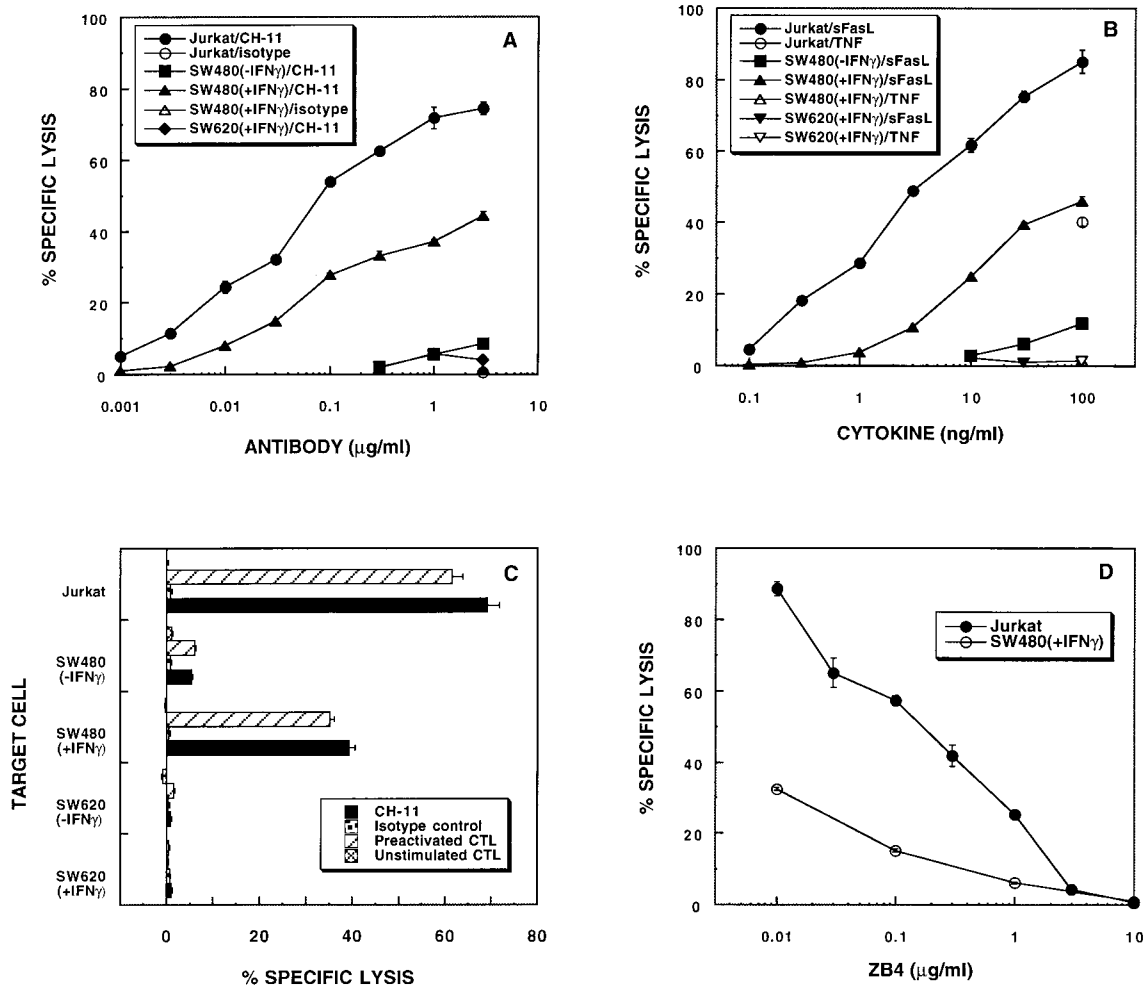 A
Jurkat/CH-11
Jurkat/isotype
SW480(-IFNγ)/CH-11
SW480(+IFNγ)/CH-11
SW480(+IFNγ)/isotype
SW620(+IFNγ)/CH-11
100
80
60
40
20
0
% SPECIFIC LYSIS
0.001
0.01
0.1
1
10
ANTIBODY (μg/ml)
B
Jurkat/sFasL
Jurkat/TNF
SW480(-IFNγ)/sFasL
SW480(+IFNγ)/sFasL
SW480(+IFNγ)/TNF
SW620(+IFNγ)/sFasL
SW620(+IFNγ)/TNF
100
80
60
40
20
0
% SPECIFIC LYSIS
0.1
1
10
100
CYTOKINE (ng/ml)
C
TARGET CELL
Jurkat
SW480
(-IFNγ)
SW480
(+IFNγ)
SW620
(-IFNγ)
SW620
(+IFNγ)
CH-11
Isotype control
Preactivated CTL
Unstimulated CTL
0
20
40
60
80
% SPECIFIC LYSIS
D
Jurkat
SW480(+IFNγ)
100
80
60
40
20
0
% SPECIFIC LYSIS
0.01
0.1
1
10
ZB4 (μg/ml)